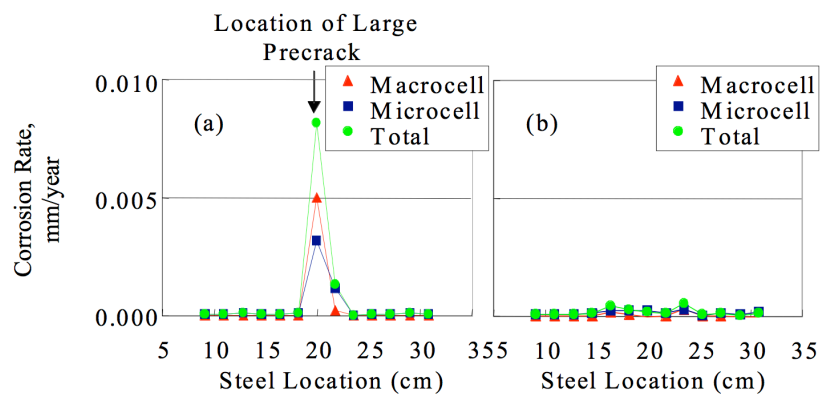 Location of Large
Precrack
0.010
0.005
0.000
Corrosion Rate,
mm/year
(a)
Macrocell
Microcell
Total
(b)
Macrocell
Microcell
Total
5 10 15 20 25 30 35
5 10 15 20 25 30 35
Steel Location (cm)
Steel Location (cm)